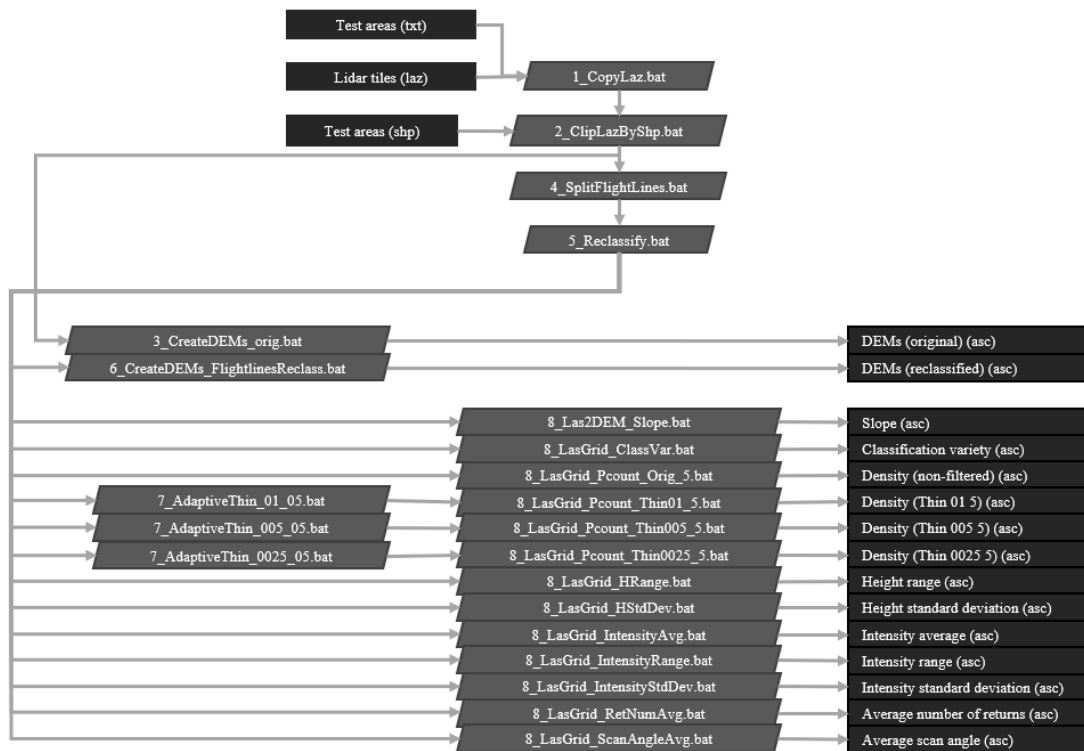 Test areas (txt)
Lidar tiles (laz)
1_CopyLaz.bat
Test areas (shp)
2_ClipLazByShp.bat
4_SplitFlightLines.bat
5_Reclassify.bat
3_CreateDEMs_orig.bat
DEMs (original) (asc)
6_CreateDEMs_FlightlinesReclass.bat
DEMs (reclassified) (asc)
8_Las2DEM_Slope.bat
Slope (asc)
8_LasGrid_ClassVar.bat
Classification variety (asc)
8_LasGrid_Pcount_Orig_5.bat
Density (non-filtered) (asc)
7_AdaptiveThin_01_05.bat
8_LasGrid_Pcount_Thin01_5.bat
Density (Thin 01 5) (asc)
7_AdaptiveThin_005_05.bat
8_LasGrid_Pcount_Thin005_5.bat
Density (Thin 005 5) (asc)
7_AdaptiveThin_0025_05.bat
8_LasGrid_Pcount_Thin0025_5.bat
Density (Thin 0025 5) (asc)
8_LasGrid_HRange.bat
Height range (asc)
8_LasGrid_HStdDev.bat
Height standard deviation (asc)
8_LasGrid_IntensityAvg.bat
Intensity average (asc)
8_LasGrid_IntensityRange.bat
Intensity range (asc)
8_LasGrid_IntensityStdDev.bat
Intensity standard deviation (asc)
8_LasGrid_RetNumAvg.bat
Average number of returns (asc)
8_LasGrid_ScanAngleAvg.bat
Average scan angle (asc)